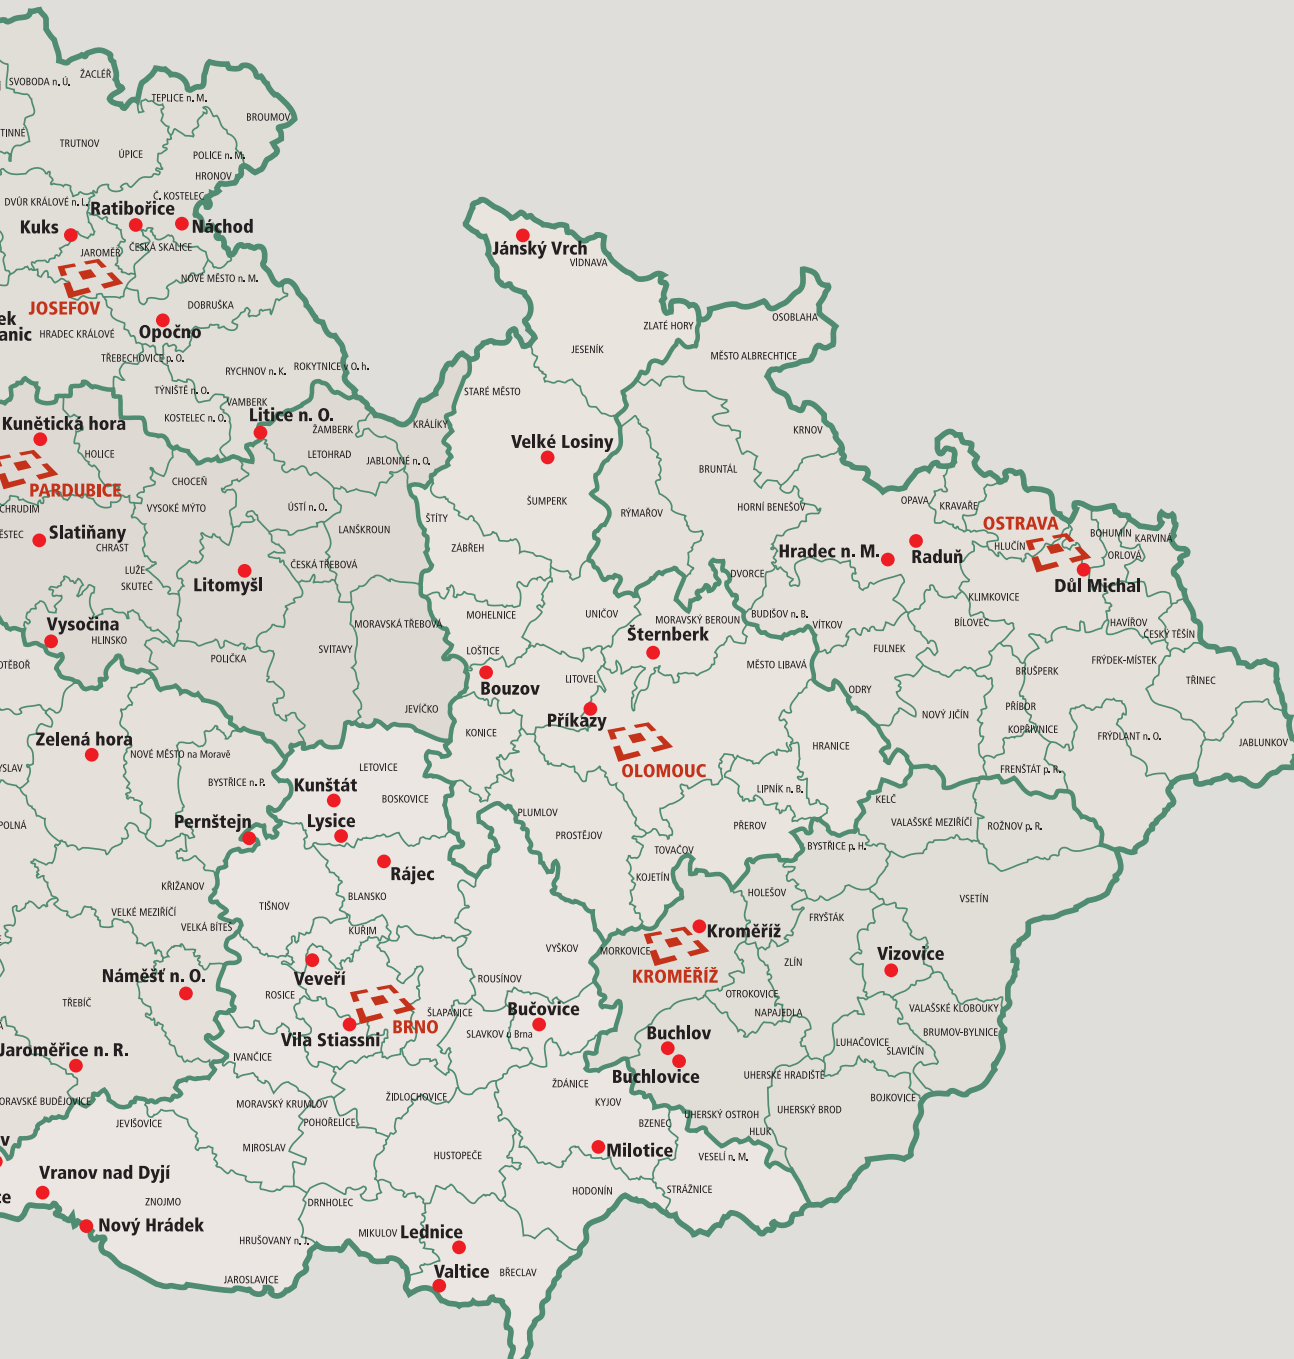 ŽACLÉŘ
SVOBODA n. Ú.
TEPLICE n. M.
BROUMOV
TINNÉ
TRUTNOV
ÚPICE
POLICE n. M.
HRONOV
Č. KOSTELEC
DVŮR KRÁLOVÉ n. L.
Ratibořice
Kuks
Náchod
JAROMĚŘ
ČESKÁ SKALICE
NOVÉ MĚSTO n. M.
JOSEFOV
DOBRUŠKA
ek
anic
HRADEC KRÁLOVÉ
Opočno
TŘEBECHOVICE p. O.
RYCHNOV n. K.
ROKYTNICE v O. h.
TÝNIŠTĚ n. O.
VAMBERK
KOSTELEC n. O.
Litice n. O.
ŽAMBERK
KRÁLÍKY
Kunětická hora
HOLICE
LETOHRAD
JABLONNÉ n. O.
PARDUBICE
CHOCEŇ
CHRUDIM
VYSOKÉ MÝTO
ÚSTÍ n. O.
LANŠKROUN
ĚSTEC
Slatiňany
CHRAST
LUŽE
SKUTEČ
Litomyšl
ČESKÁ TŘEBOVÁ
Vysočina
HLINSKO
MORAVSKÁ TŘEBOVÁ
OTĚBOŘ
POLIČKA
SVITAVY
JEVÍČKO
Jánský Vrch
VIDNAVA
ZLATÉ HORY
OSOBLAHA
JESENÍK
MĚSTO ALBRECHTICE
STARÉ MĚSTO
KRNOV
Velké Losiny
BRUNTÁL
ŠUMPERK
RÝMAŘOV
HORNÍ BENEŠOV
ŠTÍTY
ZÁBŘEH
OPAVA
KRAVAŘE
OSTRAVA
BOHUMÍN
KARVINÁ
HLUČÍN
ORLOVÁ
Hradec n. M.
Raduň
Důl Michal
DVORCE
KLIMKOVICE
MOHELNICE
UNIČOV
MORAVSKÝ BEROUN
BUDIŠOV n. B.
VÍTKOV
BÍLOVEC
HAVÍŘOV
ČESKÝ TĚŠÍN
Šternberk
FULNEK
LOŠTICE
MĚSTO LIBAVÁ
BRUŠPERK
FRÝDEK-MÍSTEK
TŘINEC
Bouzov
LITOVEL
ODRY
Příkazy
NOVÝ JIČÍN
PŘÍBOR
KOPŘIVNICE
FRÝDLANT n. O.
JABLUNKOV
KONICE
HRANICE
OLOMOUC
FRENŠTÁT p. R.
Zelená hora
NOVÉ MĚSTO na Moravě
YSLAV
BYSTŘICE n. P.
LETOVICE
Kunštát
BOSKOVICE
LIPNÍK n. B.
KELČ
POLNÁ
Pernštejn
Lysice
PLUMLOV
PROSTĚJOV
PŘEROV
VALAŠSKÉ MEZIŘÍČÍ
ROŽNOV p. R.
BYSTŘICE p. H.
TOVAČOV
Rájec
KOJETÍN
KŘIŽANOV
TIŠNOV
BLANSKO
HOLEŠOV
VSETÍN
VELKÉ MEZIŘÍČÍ
VELKÁ BÍTEŠ
KUŘIM
Kroměříž
FRYŠTÁK
VYŠKOV
MORKOVICE
Vizovice
KROMĚŘÍŽ
ZLÍN
Náměšť n. O.
Veveří
ROUSÍNOV
ROSICE
OTROKOVICE
TŘEBÍČ
ŠLAPANICE
Bučovice
NAPAJEDLA
VALAŠSKÉ KLOBOUKY
BRNO
SLAVKOV u Brna
BRUMOV-BYLNICE
Vila Stiassni
Buchlov
LUHAČOVICE
SLAVIČÍN
Jaroměřice n. R.
IVANČICE
Buchlovice
UHERSKÉ HRADIŠTĚ
ŽDÁNICE
BOJKOVICE
ORAVSKÉ BUDĚJOVICE
MORAVSKÝ KRUMLOV
ŽIDLOCHOVICE
KYJOV
UHERSKÝ OSTROH
UHERSKÝ BROD
JEVIŠOVICE
POHOŘELICE
BZENEC
HLUK
v
MIROSLAV
HUSTOPEČE
Milotice
VESELÍ n. M.
Vranov nad Dyjí
ce
ZNOJMO
DRNHOLEC
HODONÍN
STRÁŽNICE
Nový Hrádek
HRUŠOVANY n. J.
MIKULOV
Lednice
JAROSLAVICE
Valtice
BŘECLAV